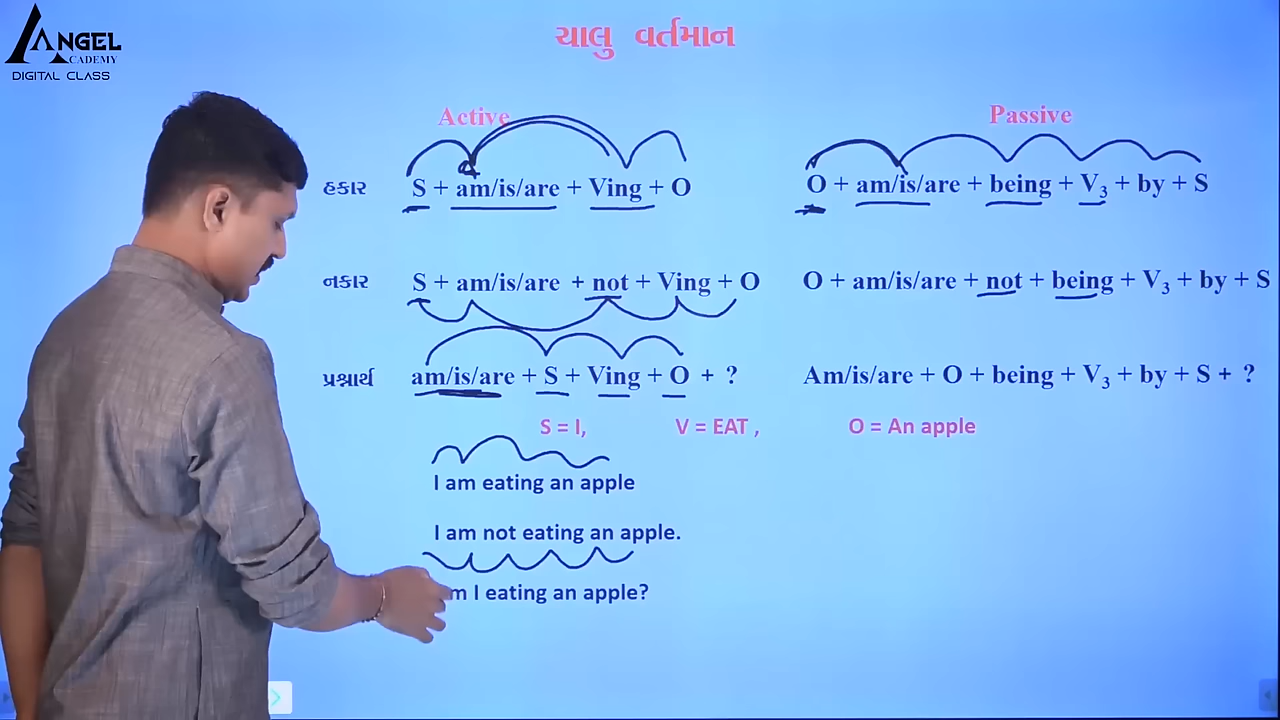 ANGEL
ACADEMY
DIGITAL CLASS
ચાલુ વર્તમાન
Active
Passive
હકાર
S + am/is/are + Ving + O
O + am/is/are + being + V₃ + by + S
નકાર
S + am/is/are + not + Ving + O
O + am/is/are + not + being + V₃ + by + S
પ્રશ્નાર્થ
am/is/are + S + Ving + O + ?
Am/is/are + O + being + V₃ + by + S + ?
S = I, V = EAT , O = An apple
I am eating an apple
I am not eating an apple.
I eating an apple?